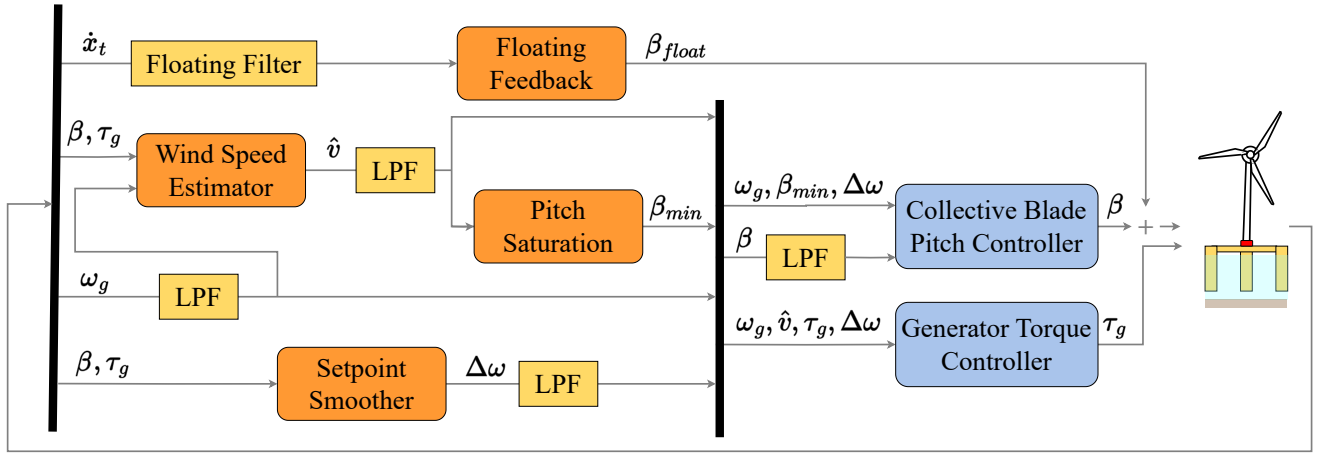 ẋₜ
Floating Filter
Floating
Feedback
β_float
β, τ_g
Wind Speed
Estimator
v̂
LPF
Pitch
Saturation
β_min
ω_g
LPF
β, τ_g
Setpoint
Smoother
Δω
LPF
ω_g, β_min, Δω
β
LPF
Collective Blade
Pitch Controller
β
+
ω_g, v̂, τ_g, Δω
Generator Torque
Controller
τ_g